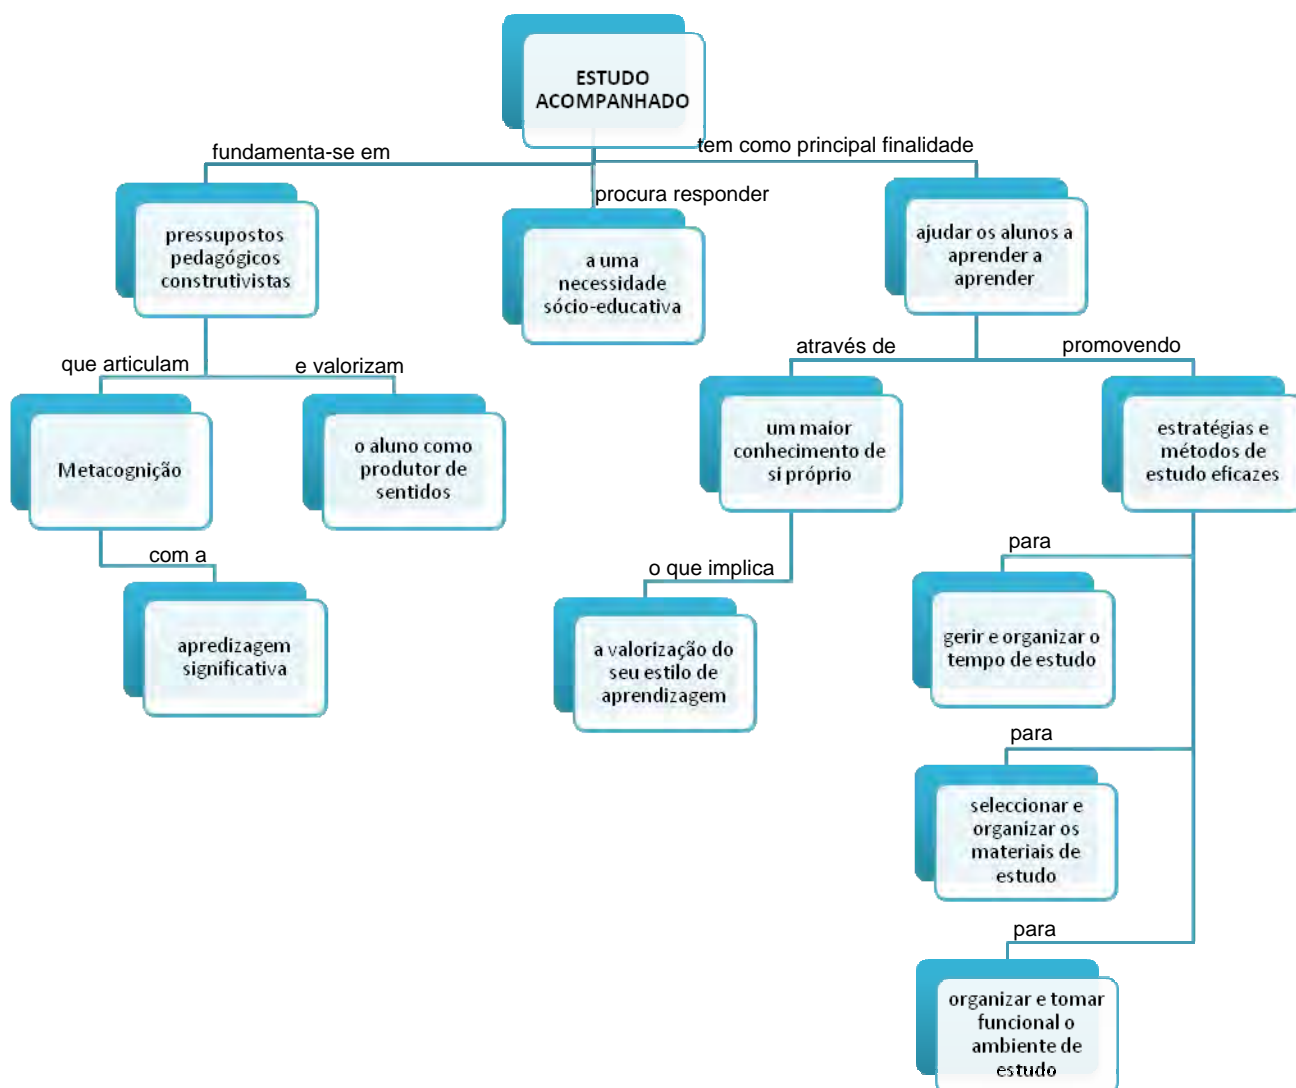 ESTUDO
ACOMPANHADO
fundamenta-se em
tem como principal finalidade
procura responder
pressupostos
pedagógicos
construtivistas
a uma
necessidade
sócio-educativa
ajudar os alunos a
aprender a
aprender
que articulam
e valorizam
através de
promovendo
Metacognição
o aluno como
produtor de
sentidos
um maior
conhecimento de
si próprio
estratégias e
métodos de
estudo eficazes
com a
o que implica
para
apredizagem
significativa
a valorização do
seu estilo de
aprendizagem
gerir e organizar o
tempo de estudo
para
seleccionar e
organizar os
materiais de
estudo
para
organizar e tomar
funcional o
ambiente de
estudo